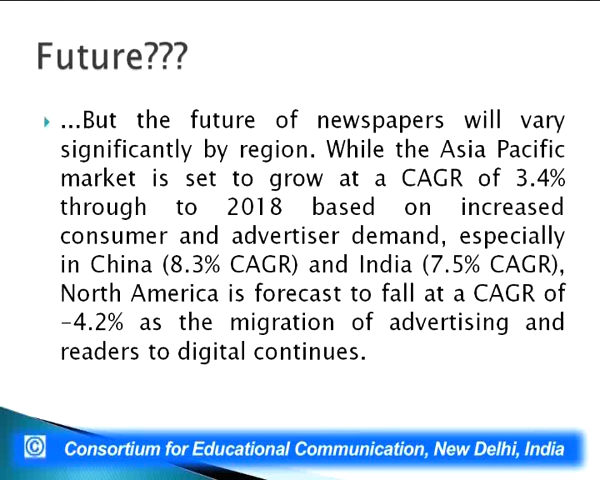 Future???
...But the future of newspapers will vary
significantly by region. While the Asia Pacific
market is set to grow at a CAGR of 3.4%
through to 2018 based on increased
consumer and advertiser demand, especially
in China (8.3% CAGR) and India (7.5% CAGR),
North America is forecast to fall at a CAGR of
-4.2% as the migration of advertising and
readers to digital continues.
© Consortium for Educational Communication, New Delhi, India